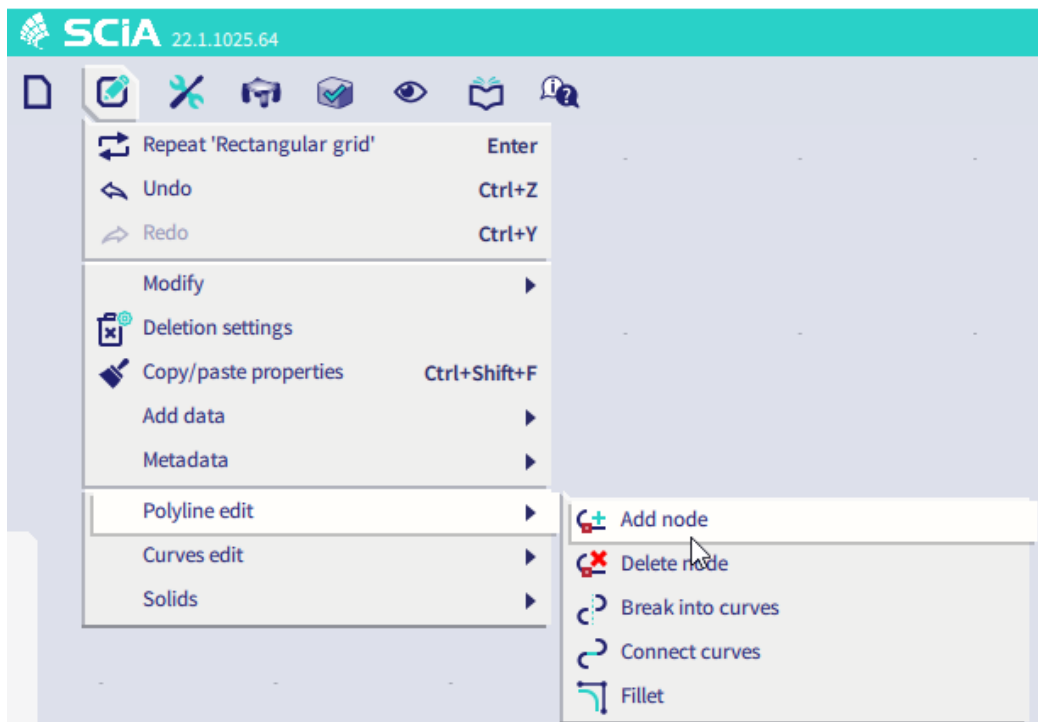 SCiA 22.1.1025.64
Repeat 'Rectangular grid' Enter
Undo Ctrl+Z
Redo Ctrl+Y
Modify
Deletion settings
Copy/paste properties Ctrl+Shift+F
Add data
Metadata
Polyline edit
Curves edit
Solids
Add node
Delete node
Break into curves
Connect curves
Fillet